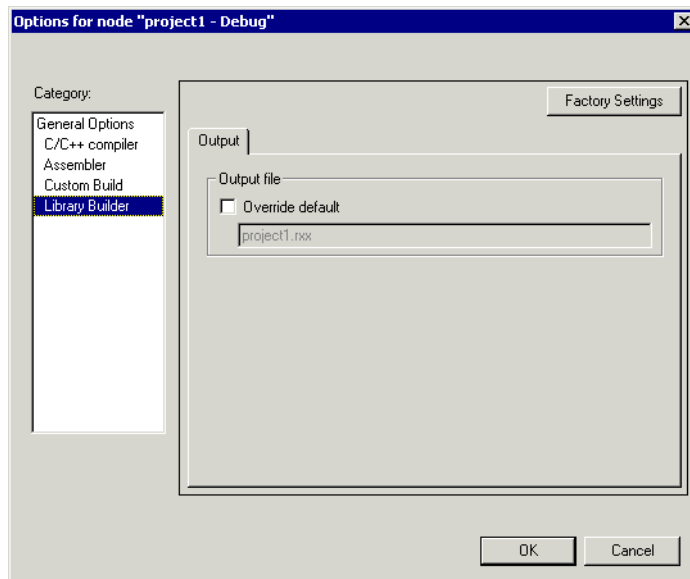 Options for node "project1 - Debug"
Category:
Factory Settings
General Options
C/C++ compiler
Assembler
Custom Build
Library Builder
Output
Output file
Override default
project1.rxx
OK
Cancel